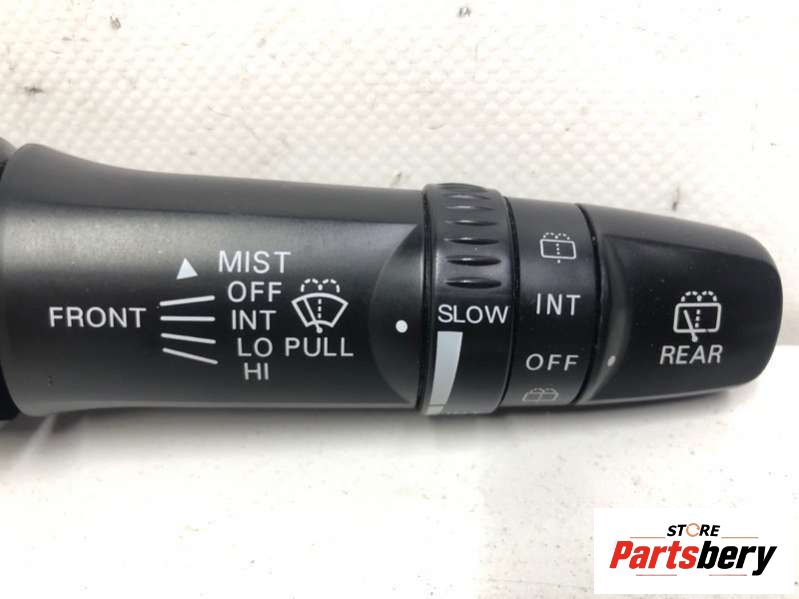 MIST
OFF
FRONT INT
LO PULL
HI
SLOW
INT
OFF
REAR
STORE
Partsbery